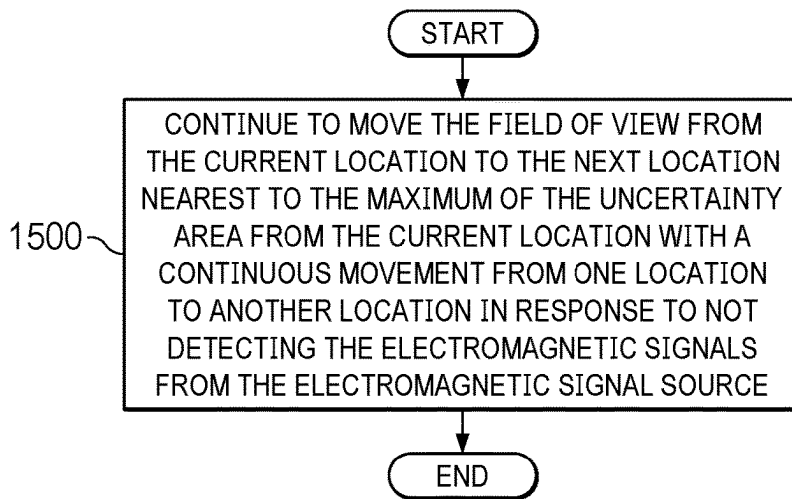 START
CONTINUE TO MOVE THE FIELD OF VIEW FROM
THE CURRENT LOCATION TO THE NEXT LOCATION
NEAREST TO THE MAXIMUM OF THE UNCERTAINTY
AREA FROM THE CURRENT LOCATION WITH A
CONTINUOUS MOVEMENT FROM ONE LOCATION
TO ANOTHER LOCATION IN RESPONSE TO NOT
DETECTING THE ELECTROMAGNETIC SIGNALS
FROM THE ELECTROMAGNETIC SIGNAL SOURCE
1500
END